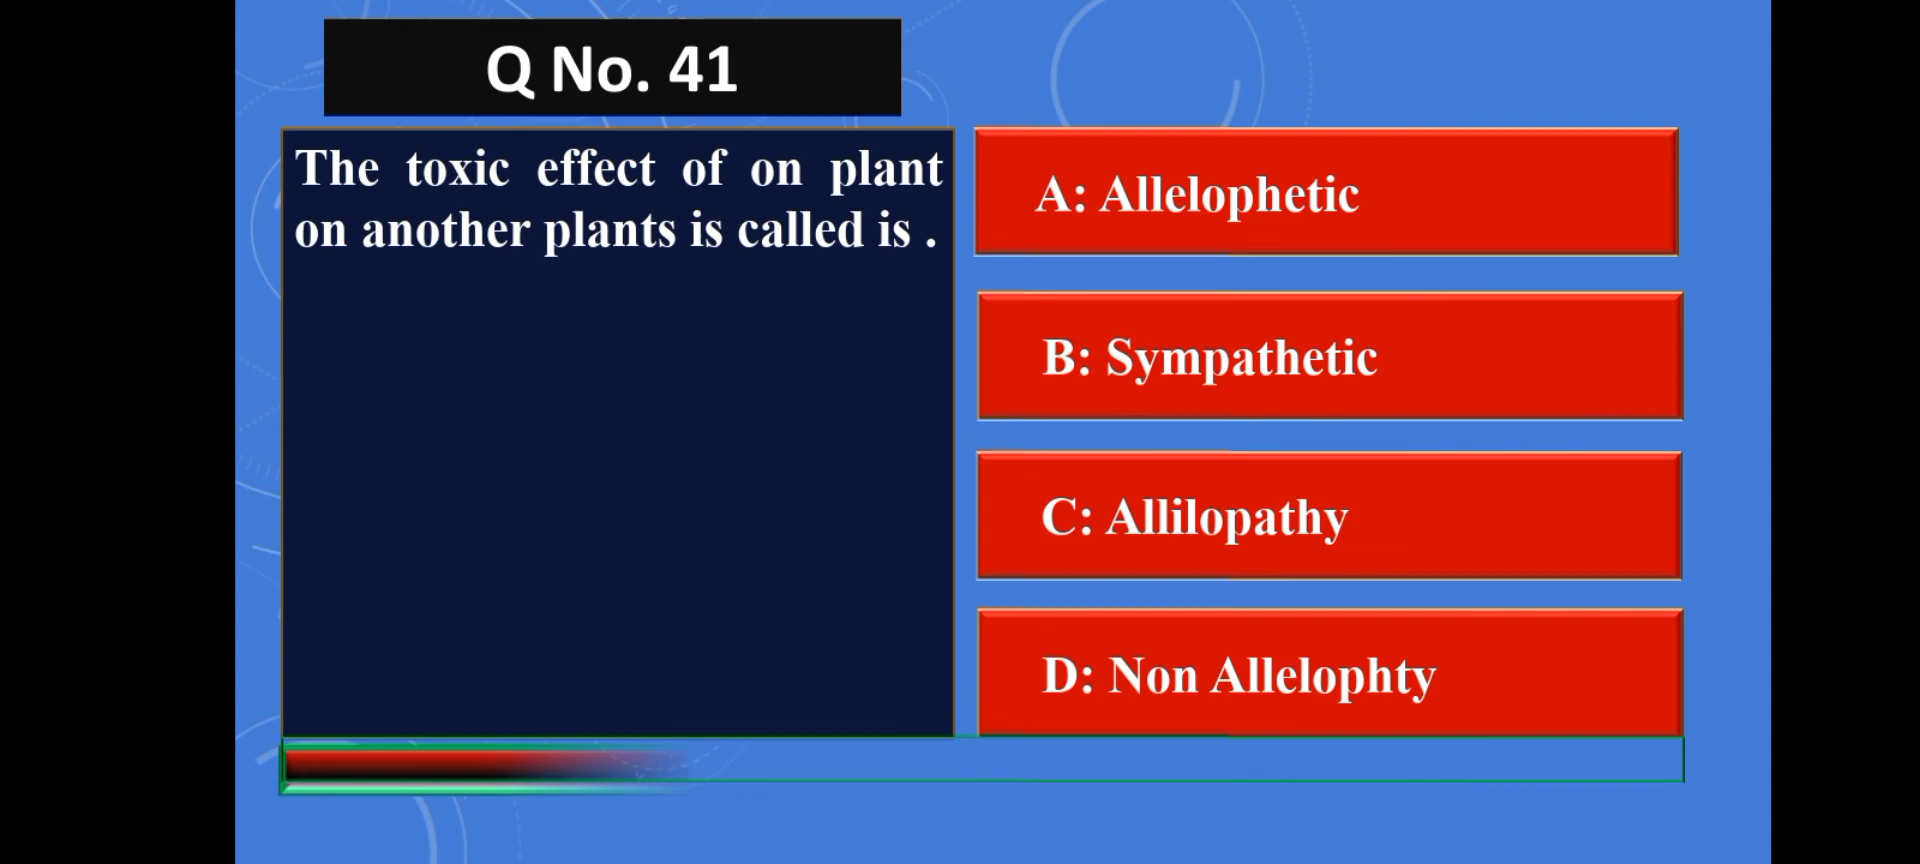 Q No. 41
The toxic effect of on plant
on another plants is called is .
A: Allelophetic
B: Sympathetic
C: Allilopathy
D: Non Allelophty